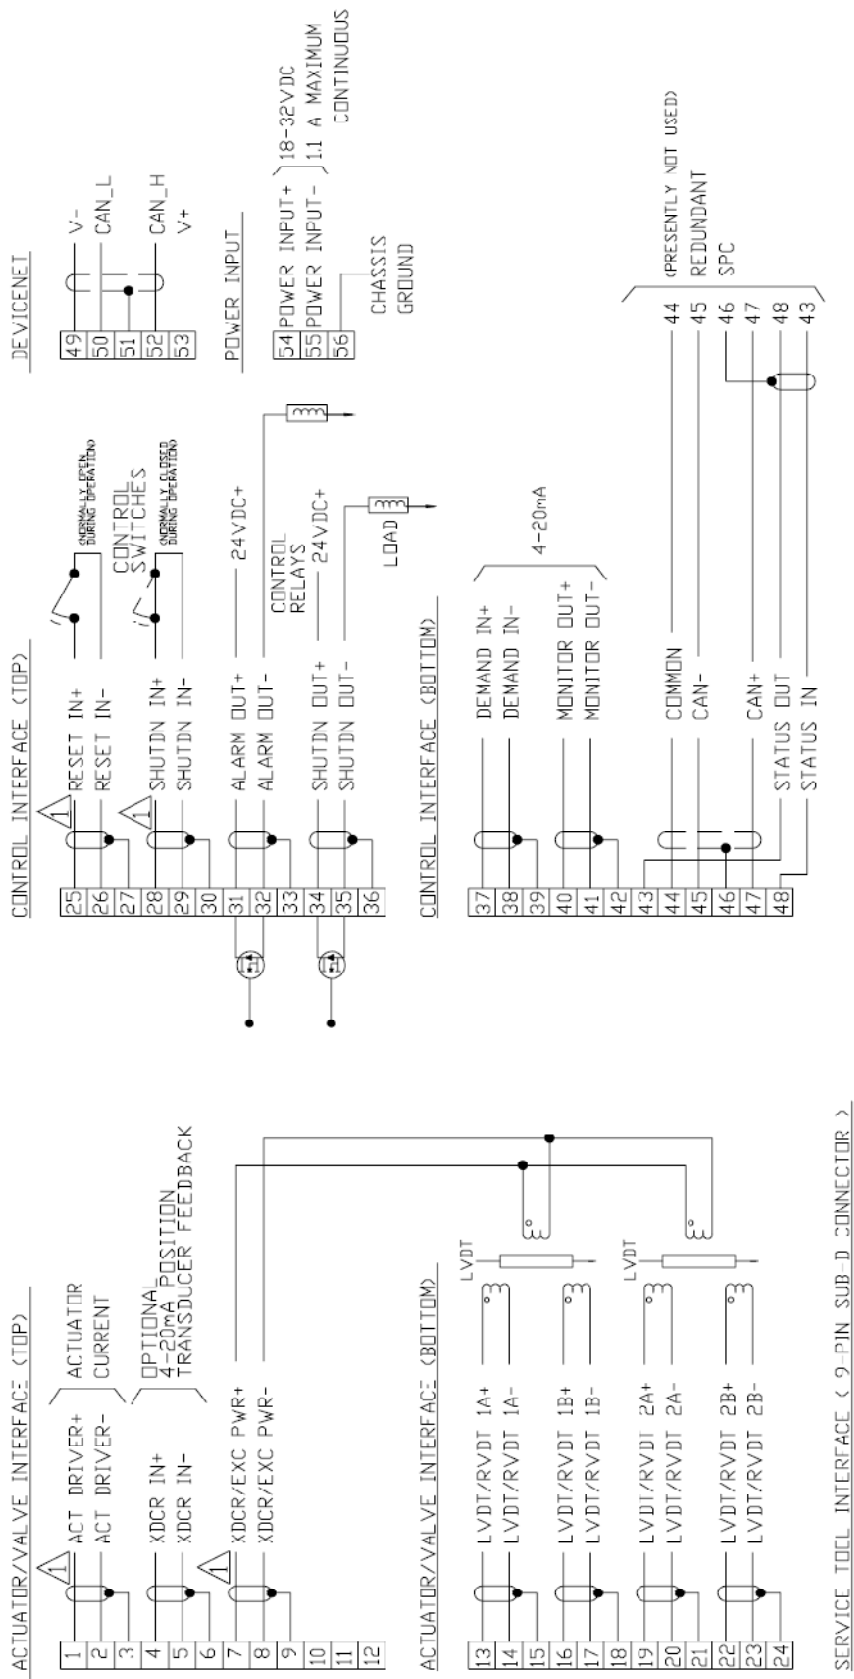 ACTUATOR/VALVE INTERFACE (TOP)
1
1 ACT DRIVER+
2 ACT DRIVER-
3
ACTUATOR
CURRENT
4 XDCR IN+
5 XDCR IN-
6
OPTIONAL
4-20mA POSITION
TRANSDUCER FEEDBACK
1
7 XDCR/EXC PWR+
8 XDCR/EXC PWR-
9
10
11
12
ACTUATOR/VALVE INTERFACE (BOTTOM)
13 LVDT/RVDT 1A+
14 LVDT/RVDT 1A-
15
16 LVDT/RVDT 1B+
17 LVDT/RVDT 1B-
18
LVDT
19 LVDT/RVDT 2A+
20 LVDT/RVDT 2A-
21
22 LVDT/RVDT 2B+
23 LVDT/RVDT 2B-
24
LVDT
SERVICE TOOL INTERFACE ( 9-PIN SUB-D CONNECTOR )
CONTROL INTERFACE (TOP)
1
25 RESET IN+
26 RESET IN-
27
(NORMALLY OPEN
DURING OPERATION)
CONTROL
SWITCHES
1
28 SHUTDN IN+
29 SHUTDN IN-
30
(NORMALLY CLOSED
DURING OPERATION)
31 ALARM OUT+ 24VDC+
32 ALARM OUT-
33
CONTROL
RELAYS
34 SHUTDN OUT+ 24VDC+
35 SHUTDN OUT-
36
LOAD
CONTROL INTERFACE (BOTTOM)
37 DEMAND IN+
38 DEMAND IN-
39
4-20mA
40 MONITOR OUT+
41 MONITOR OUT-
42
43
44 COMMON 44
45 CAN- 45
46 46
47 CAN+ 47
48 STATUS OUT 48
STATUS IN 43
(PRESENTLY NOT USED)
REDUNDANT
SPC
DEVICENET
49 V-
50 CAN_L
51
52 CAN_H
53 V+
POWER INPUT
54 POWER INPUT+
55 POWER INPUT-
56
18-32VDC
1.1 A MAXIMUM
CONTINUOUS
CHASSIS
GROUND